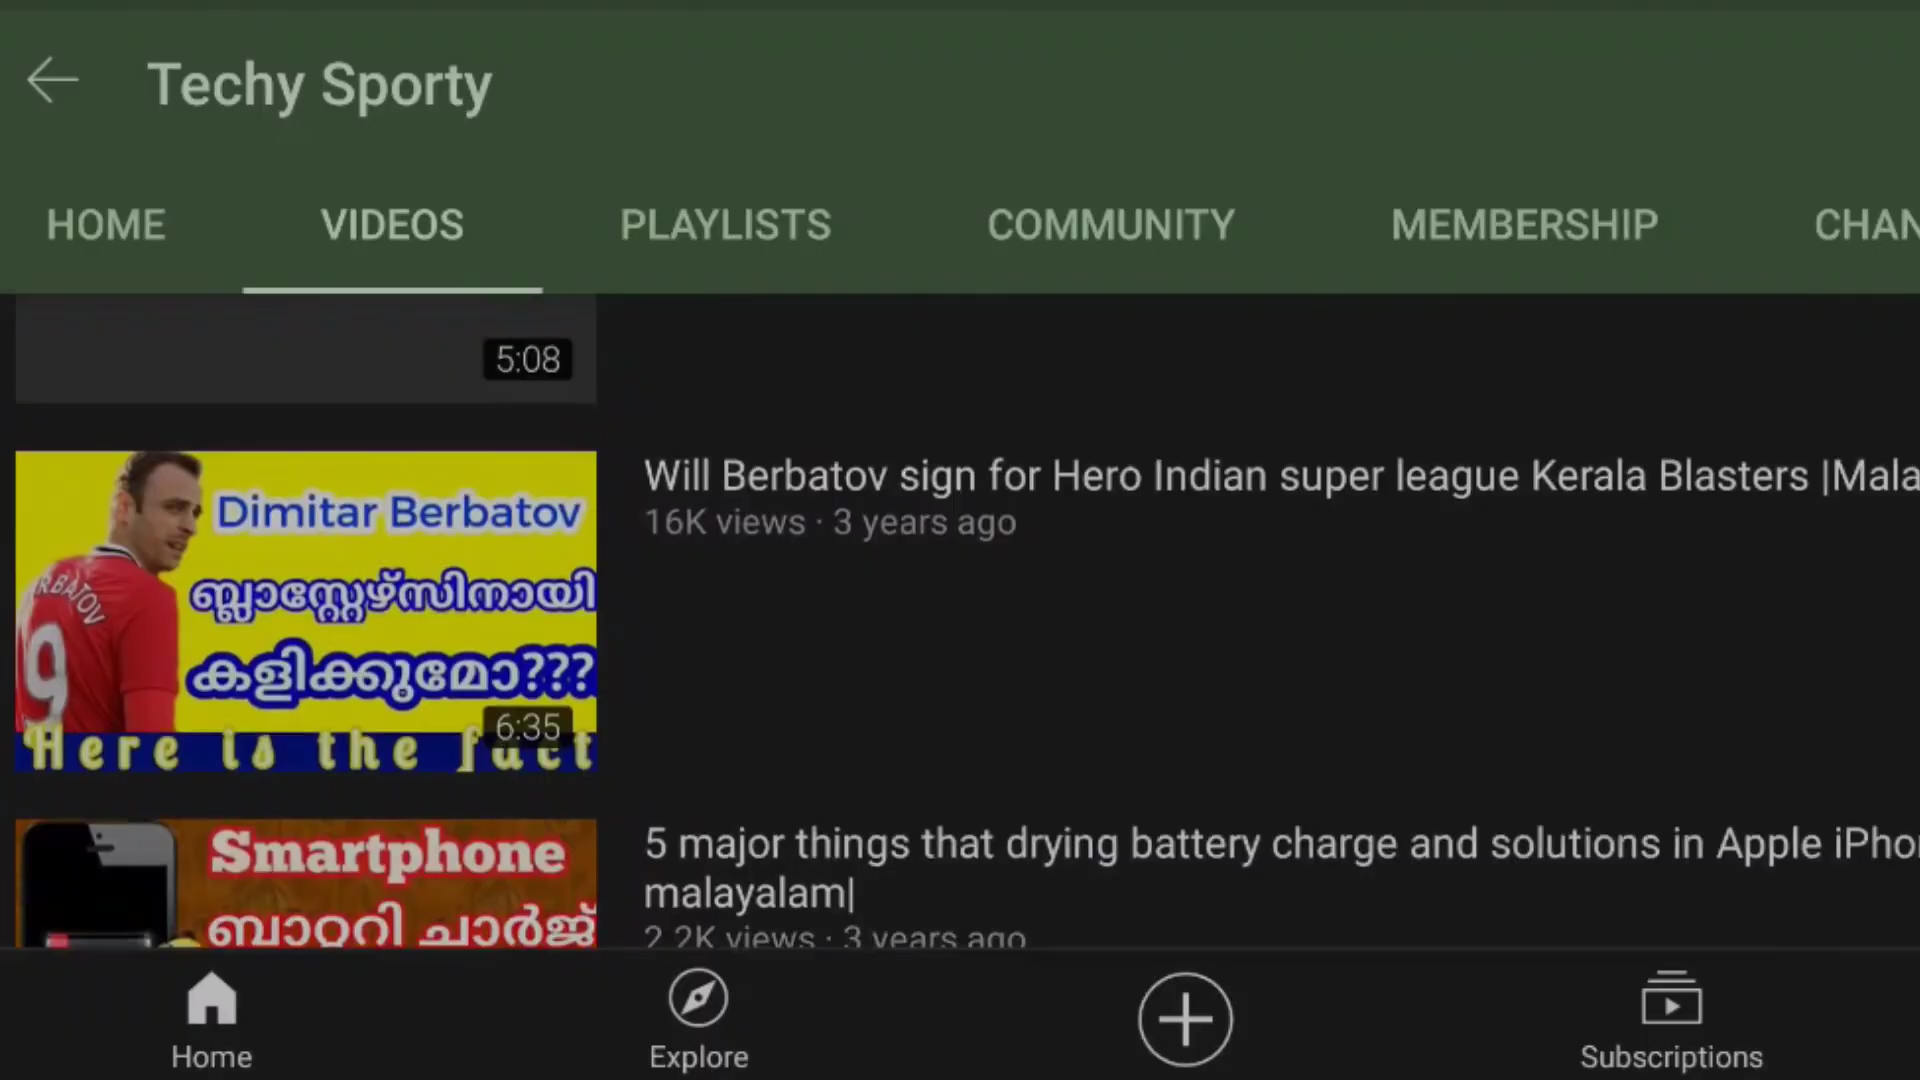 Techy Sporty
HOME VIDEOS PLAYLISTS COMMUNITY MEMBERSHIP CHAN
5:08
Dimitar Berbatov
ബ്ലാസ്റ്റേഴ്സിനായി
കളിക്കുമോ???
RBATOV
9
6:35
Here is the fact
Will Berbatov sign for Hero Indian super league Kerala Blasters |Mala
16K views · 3 years ago
Smartphone
ബാറ്ററി ചാർജ്
5 major things that drying battery charge and solutions in Apple iPho
malayalam|
2.2K views · 3 years ago
Home Explore Subscriptions